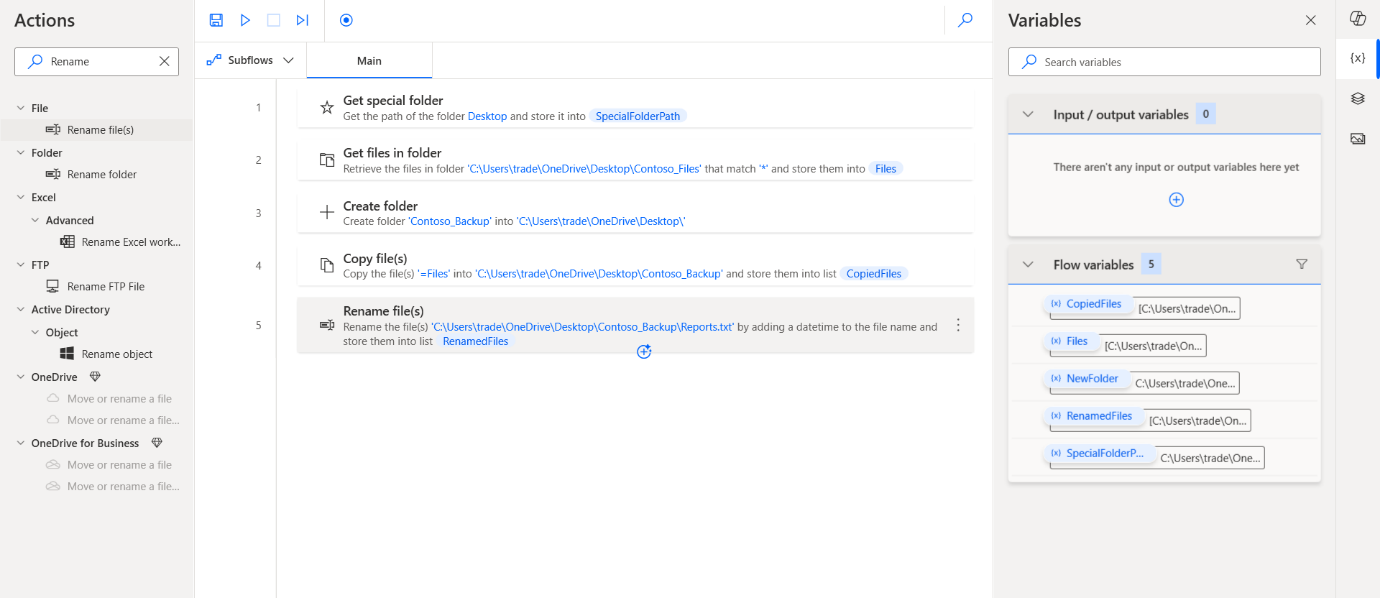 Actions
Rename
File
Rename file(s)
Folder
Rename folder
Excel
Advanced
Rename Excel work...
FTP
Rename FTP File
Active Directory
Object
Rename object
OneDrive
Move or rename a file
Move or rename a file...
OneDrive for Business
Move or rename a file
Move or rename a file...
Subflows
Main
1
Get special folder
Get the path of the folder Desktop and store it into SpecialFolderPath
2
Get files in folder
Retrieve the files in folder 'C:\Users\trade\OneDrive\Desktop\Contoso_Files' that match '*' and store them into Files
3
Create folder
Create folder 'Contoso_Backup' into 'C:\Users\trade\OneDrive\Desktop\'
4
Copy file(s)
Copy the file(s) '=Files' into 'C:\Users\trade\OneDrive\Desktop\Contoso_Backup' and store them into list CopiedFiles
5
Rename file(s)
Rename the file(s) 'C:\Users\trade\OneDrive\Desktop\Contoso_Backup\Reports.txt' by adding a datetime to the file name and
store them into list RenamedFiles
Variables
Search variables
Input / output variables 0
There aren't any input or output variables here yet
Flow variables 5
{x} CopiedFiles [C:\Users\trade\On...
{x} Files [C:\Users\trade\On...
{x} NewFolder C:\Users\trade\One...
{x} RenamedFiles [C:\Users\trade\On...
{x} SpecialFolderP... C:\Users\trade\One...
{x}